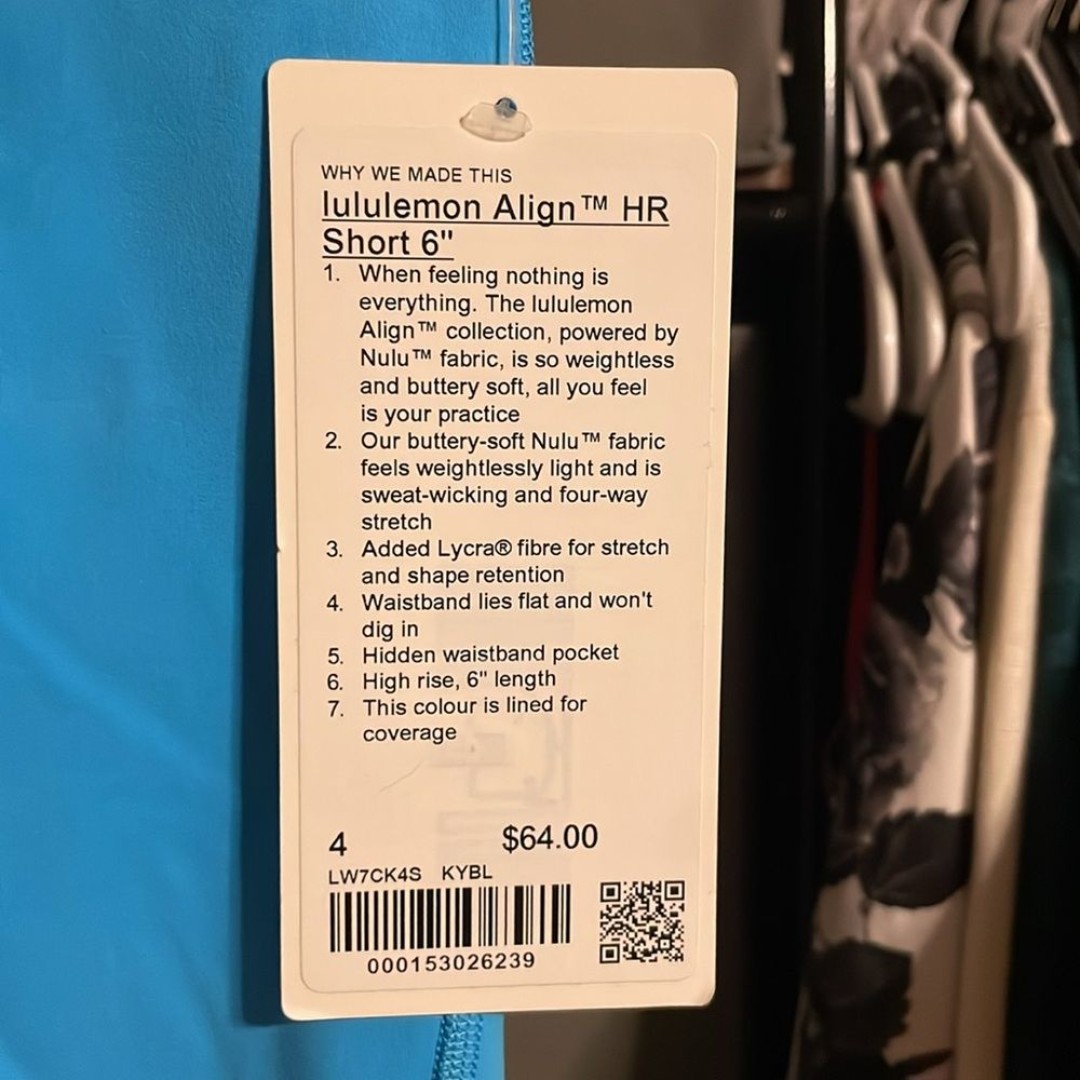 WHY WE MADE THIS
lululemon Align™ HR
Short 6"
1. When feeling nothing is
everything. The lululemon
Align™ collection, powered by
Nulu™ fabric, is so weightless
and buttery soft, all you feel
is your practice
2. Our buttery-soft Nulu™ fabric
feels weightlessly light and is
sweat-wicking and four-way
stretch
3. Added Lycra® fibre for stretch
and shape retention
4. Waistband lies flat and won't
dig in
5. Hidden waistband pocket
6. High rise, 6" length
7. This colour is lined for
coverage
4 $64.00
LW7CK4S KYBL
000153026239